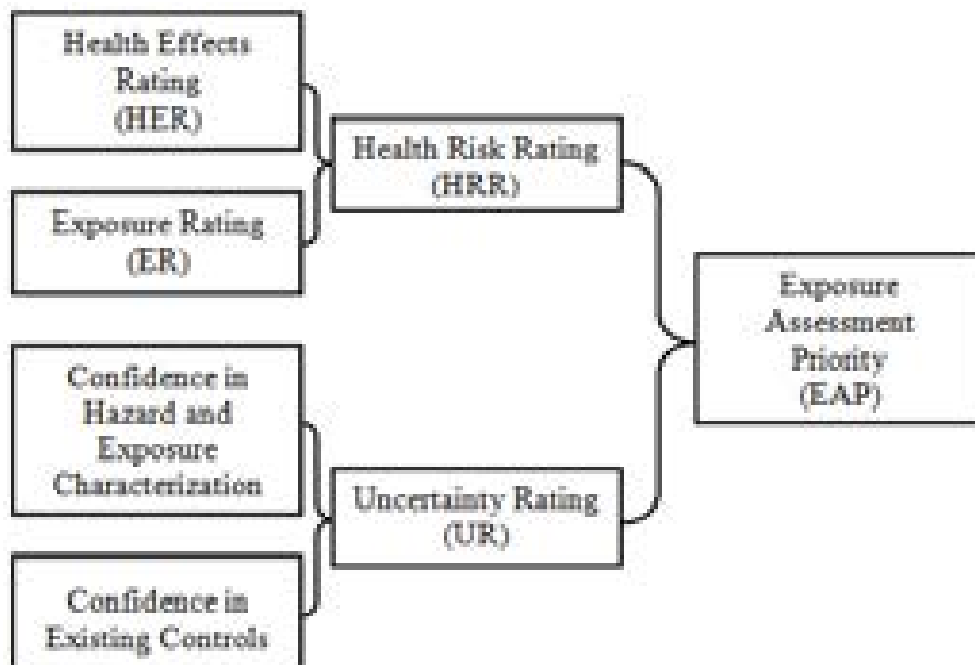 Health Effects
Rating
(HER)
Health Risk Rating
(HRR)
Exposure Rating
(ER)
Exposure
Assessment
Priority
(EAP)
Confidence in
Hazard and
Exposure
Characterization
Uncertainty Rating
(UR)
Confidence in
Existing Controls